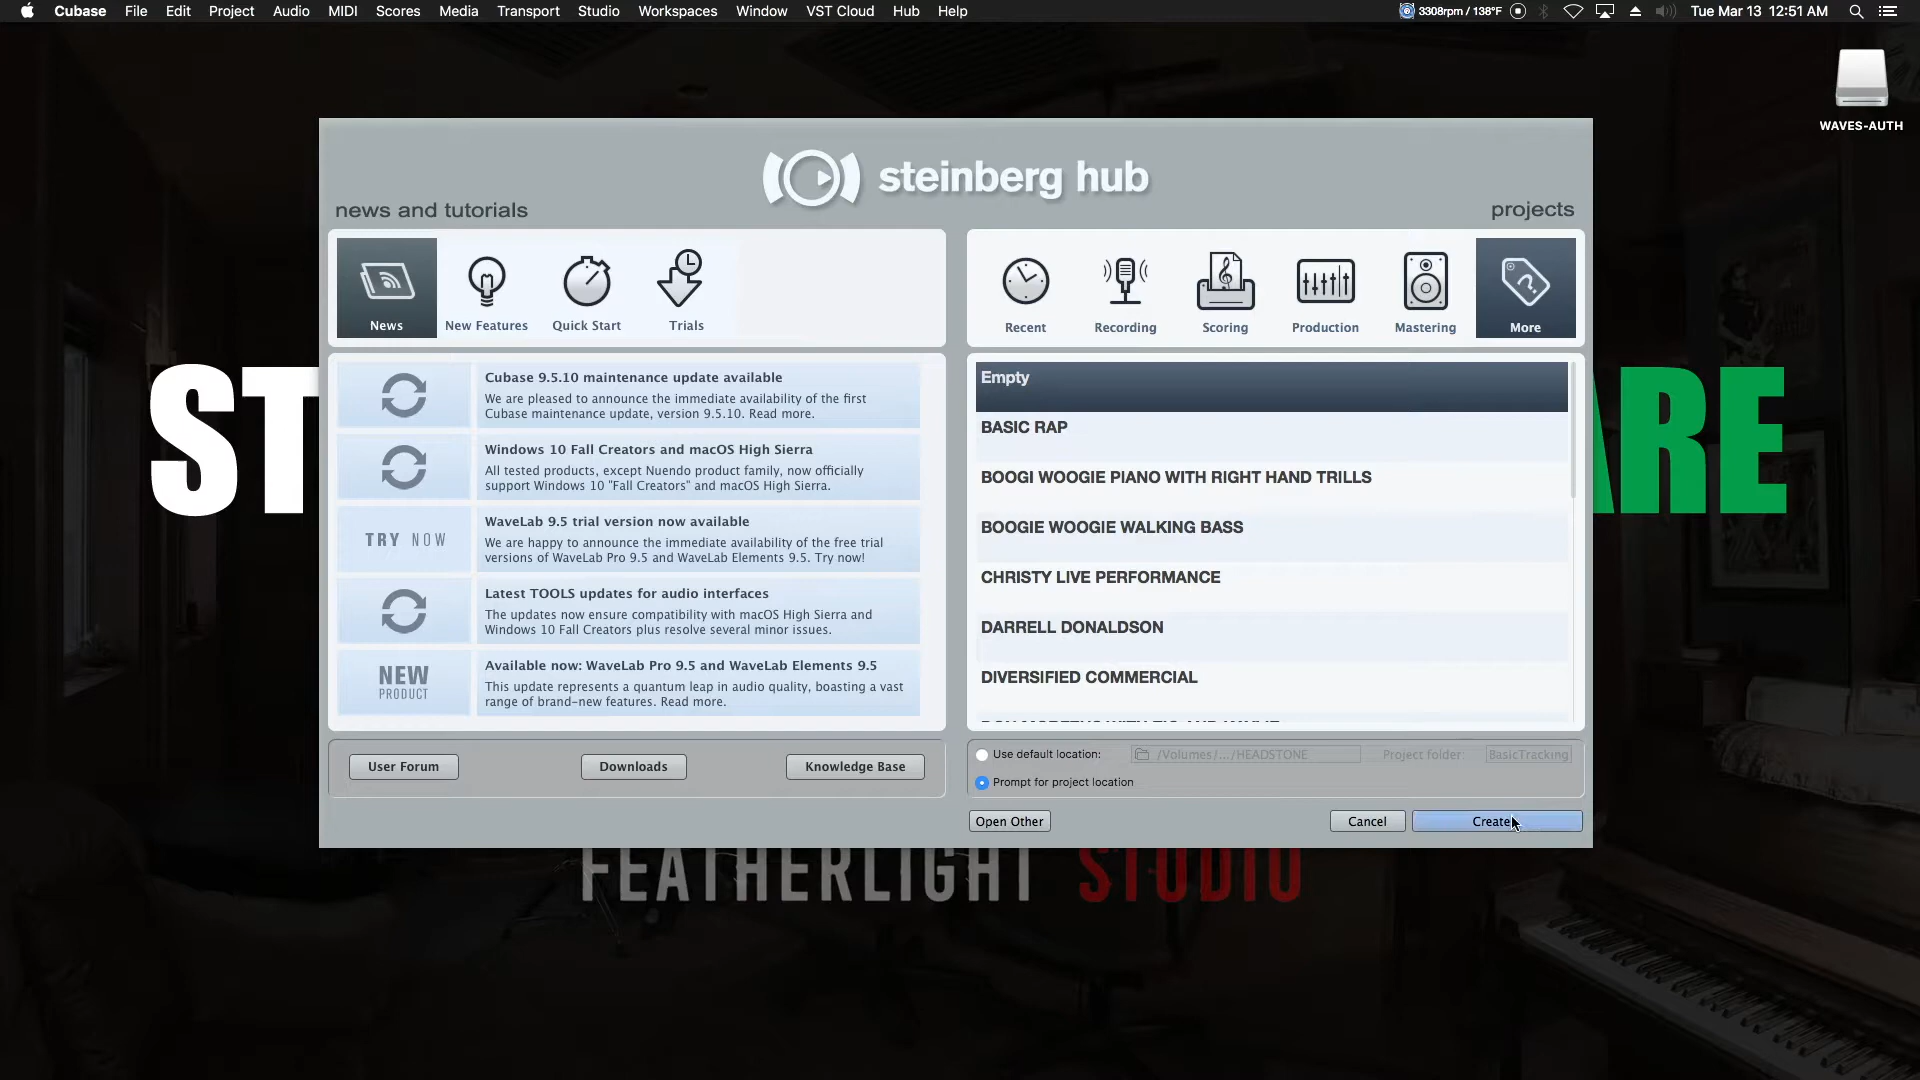 Cubase File Edit Project Audio MIDI Scores Media Transport Studio Workspaces Window VST Cloud Hub Help 3308rpm / 138°F Tue Mar 13 12:51 AM
WAVES-AUTH
steinberg hub
news and tutorials
projects
News New Features Quick Start Trials
Recent Recording Scoring Production Mastering More
Cubase 9.5.10 maintenance update available
We are pleased to announce the immediate availability of the first
Cubase maintenance update, version 9.5.10. Read more.
Windows 10 Fall Creators and macOS High Sierra
All tested products, except Nuendo product family, now officially
support Windows 10 "Fall Creators" and macOS High Sierra.
TRY NOW
WaveLab 9.5 trial version now available
We are happy to announce the immediate availability of the free trial
versions of WaveLab Pro 9.5 and WaveLab Elements 9.5. Try now!
Latest TOOLS updates for audio interfaces
The updates now ensure compatibility with macOS High Sierra and
Windows 10 Fall Creators plus resolve several minor issues.
NEW
PRODUCT
Available now: WaveLab Pro 9.5 and WaveLab Elements 9.5
This update represents a quantum leap in audio quality, boasting a vast
range of brand-new features. Read more.
Empty
BASIC RAP
BOOGI WOOGIE PIANO WITH RIGHT HAND TRILLS
BOOGIE WOOGIE WALKING BASS
CHRISTY LIVE PERFORMANCE
DARRELL DONALDSON
DIVERSIFIED COMMERCIAL
User Forum Downloads Knowledge Base
Use default location: /Volumes/.../HEADSTONE Project folder: BasicTracking
Prompt for project location
Open Other Cancel Create
ST ARE
FEATHERLIGHT STUDIO